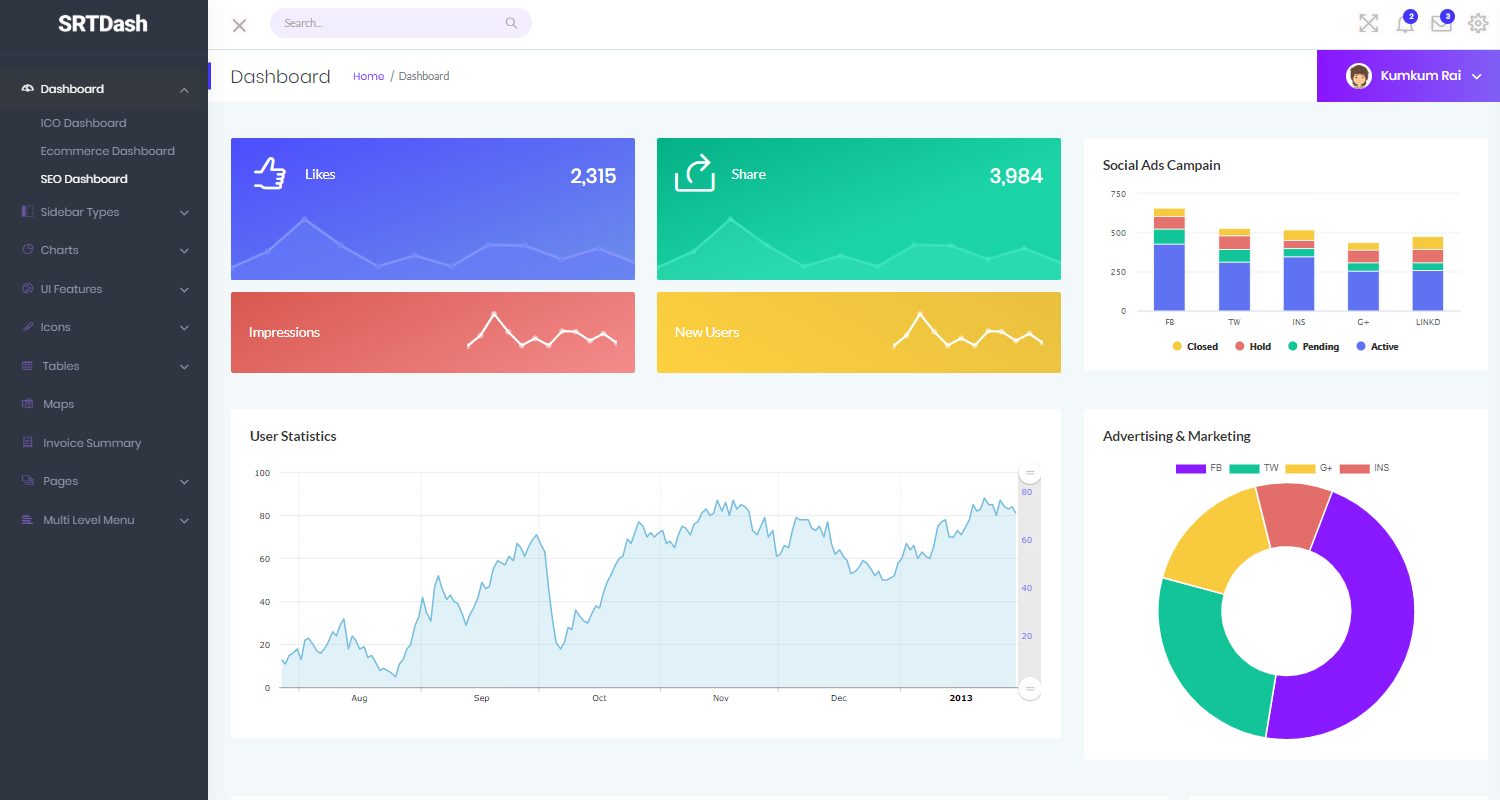 SRTDash
Dashboard
ICO Dashboard
Ecommerce Dashboard
SEO Dashboard
Sidebar Types
Charts
UI Features
Icons
Tables
Maps
Invoice Summary
Pages
Multi Level Menu
Search...
2
3
Dashboard
Home / Dashboard
Kumkum Rai
Likes
2,315
Share
3,984
Impressions
New Users
Social Ads Campain
750
500
250
0
FB TW INS G+ LINKD
Closed Hold Pending Active
User Statistics
100
80
60
40
20
0
Aug Sep Oct Nov Dec 2013
80
60
40
20
Advertising & Marketing
FB TW G+ INS